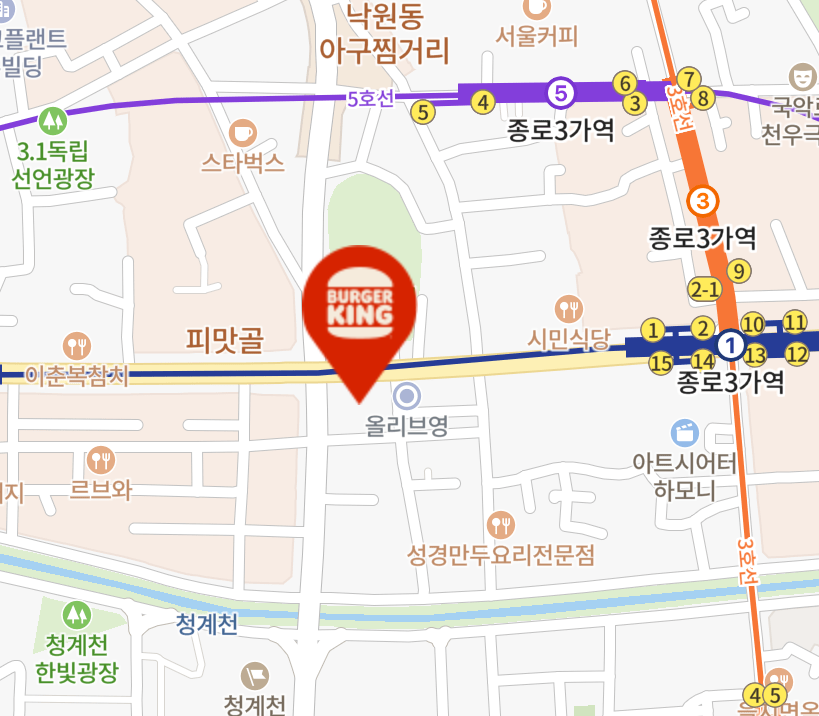 낙원동
아구찜거리
서울커피
플랜트
빌딩
5호선
5
4
5
6
3
7
8
3호선
종로3가역
국악로
천우극
3.1독립
선언광장
스타벅스
3
종로3가역
9
2-1
BURGER
KING
시민식당
1
2
10
11
1
피맛골
15
14
13
12
종로3가역
이춘복참치
올리브영
르브와
지
아트시어터
하모니
성경만두요리전문점
3호선
청계천
청계천
한빛광장
청계천
4
5